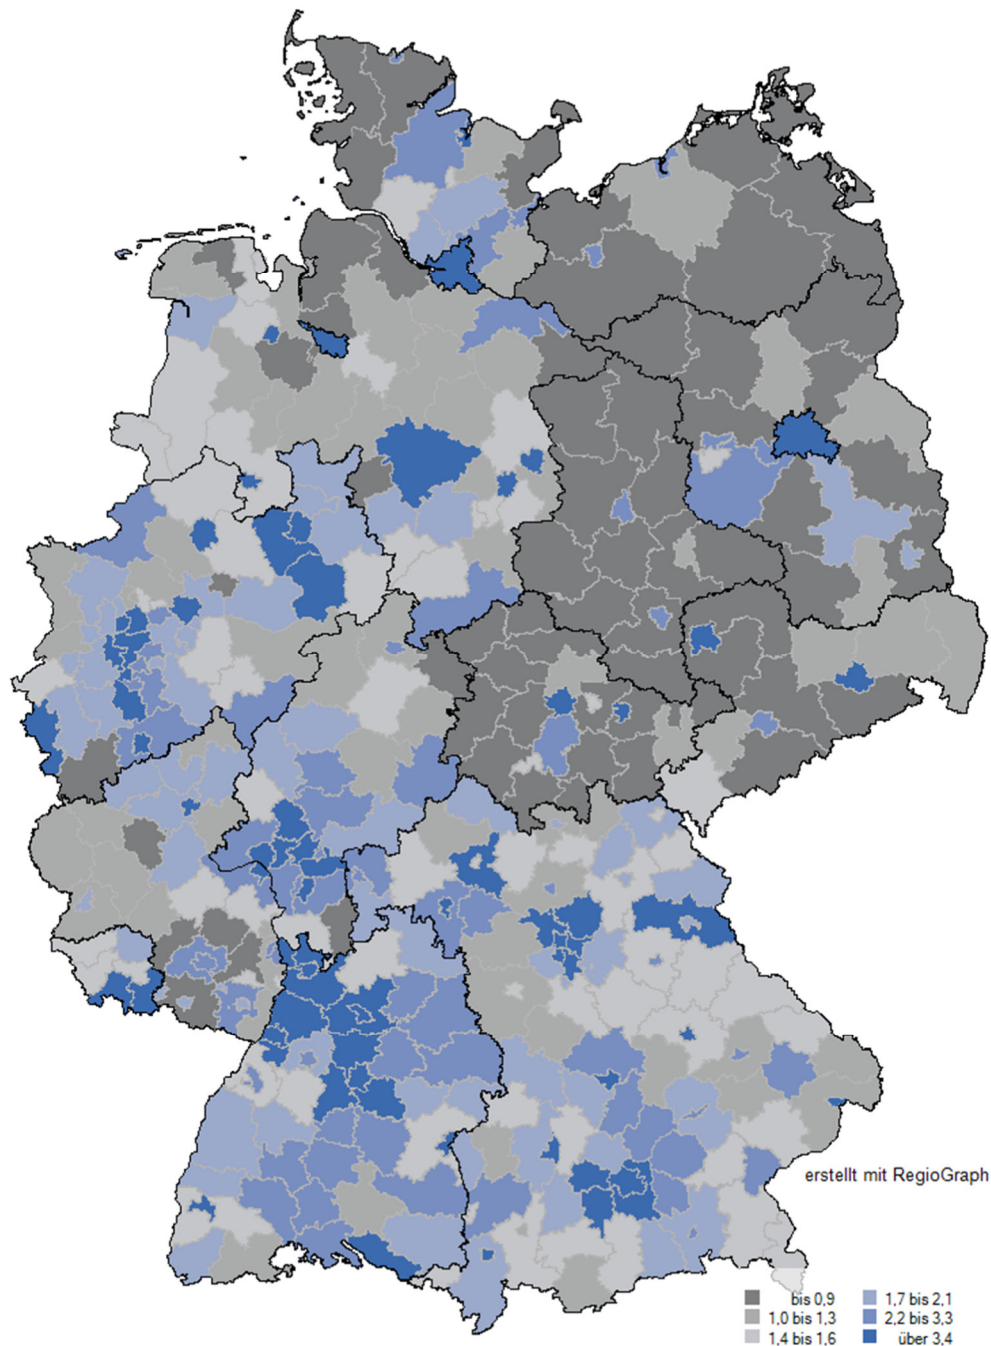 erstellt mit RegioGraph
bis 0,9
1,7 bis 2,1
1,0 bis 1,3
2,2 bis 3,3
1,4 bis 1,6
über 3,4